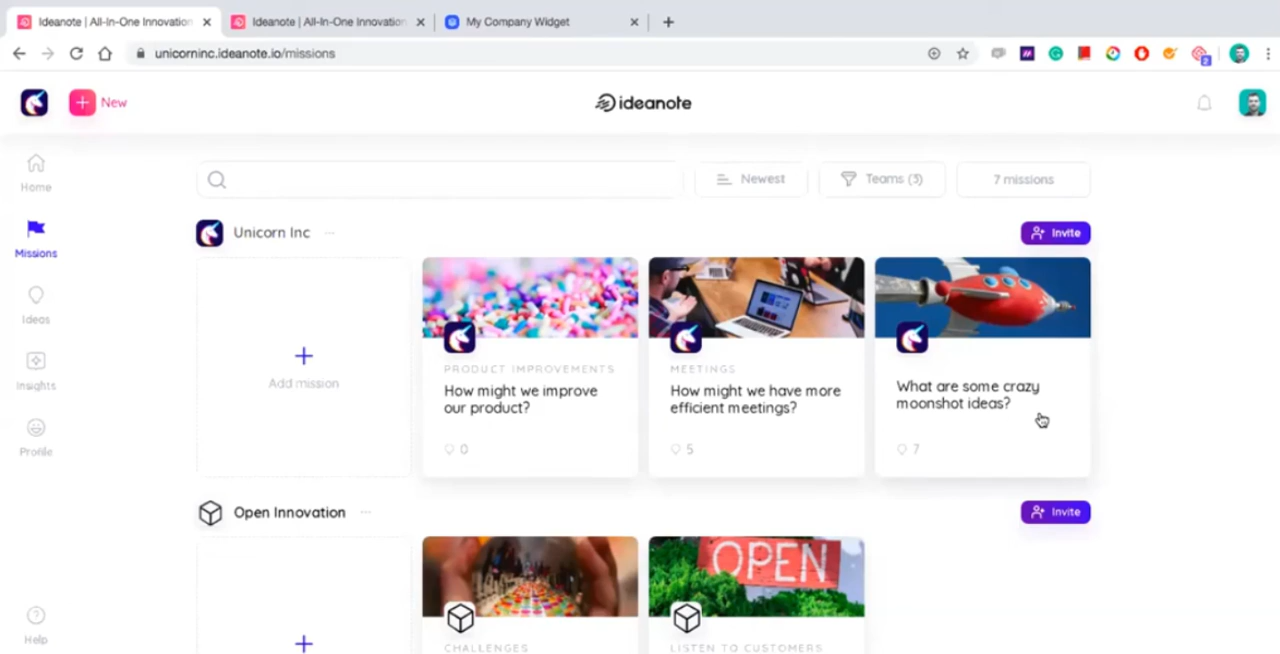 Ideanote | All-In-One Innovation
Ideanote | All-In-One Innovation
My Company Widget
unicorninc.ideanote.io/missions
2
New
ideanote
Home
Newest
Teams (3)
7 missions
Missions
Unicorn Inc
Invite
Ideas
Insights
Profile
Add mission
PRODUCT IMPROVEMENTS
How might we improve
our product?
0
MEETINGS
How might we have more
efficient meetings?
5
What are some crazy
moonshot ideas?
7
Open Innovation
Invite
OPEN
Help
CHALLENGES
LISTEN TO CUSTOMERS